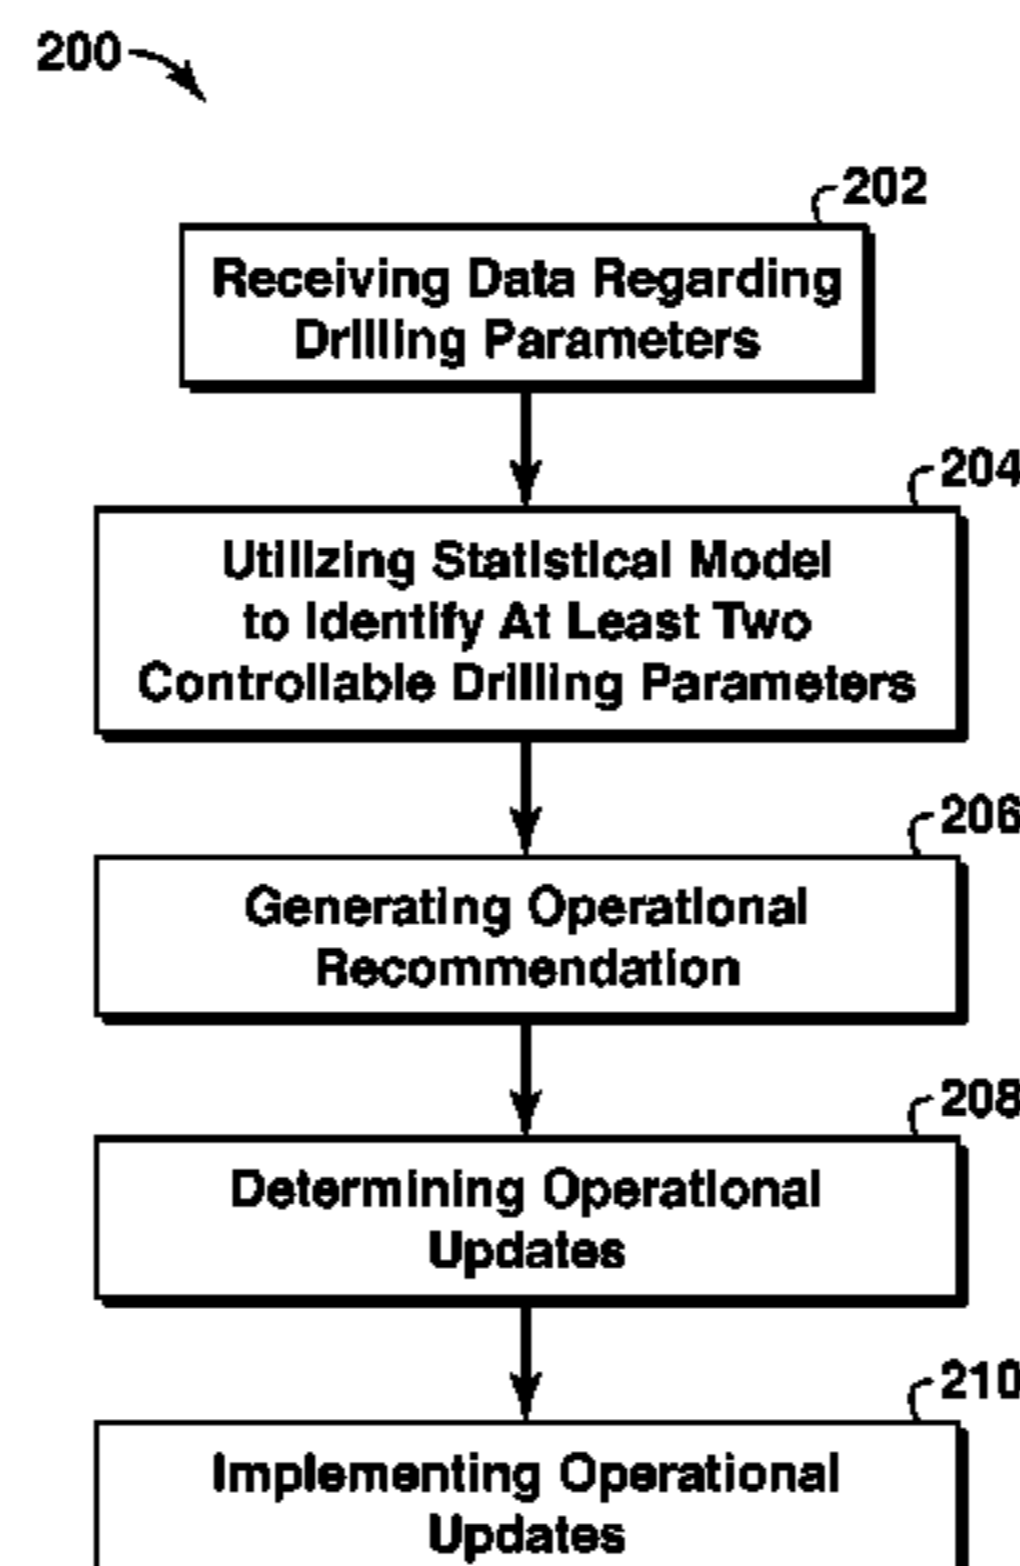 200
202
Receiving Data Regarding
Drilling Parameters
204
Utilizing Statistical Model
to Identify At Least Two
Controllable Drilling Parameters
206
Generating Operational
Recommendation
208
Determining Operational
Updates
210
Implementing Operational
Updates